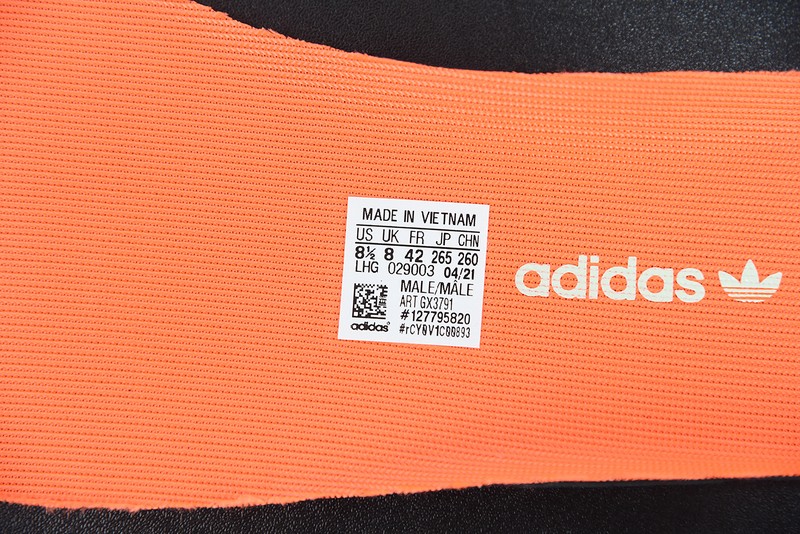 MADE IN VIETNAM
US UK FR JP CHN
8½ 8 42 265 260
LHG 029003 04/21
MALE/MÂLE
ART GX3791
#127795820
adidas #rCY0V1C00893
adidas